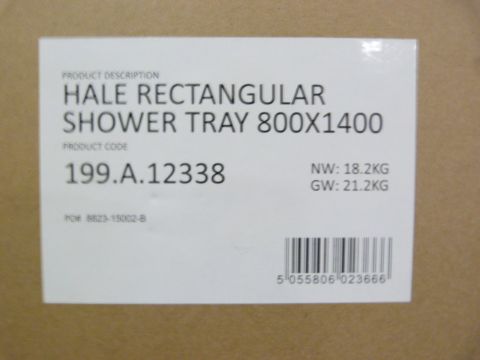 PRODUCT DESCRIPTION
HALE RECTANGULAR
SHOWER TRAY 800X1400
PRODUCT CODE
199.A.12338
NW: 18.2KG
GW: 21.2KG
PO#: 8623-15002-B
5 055806 023666